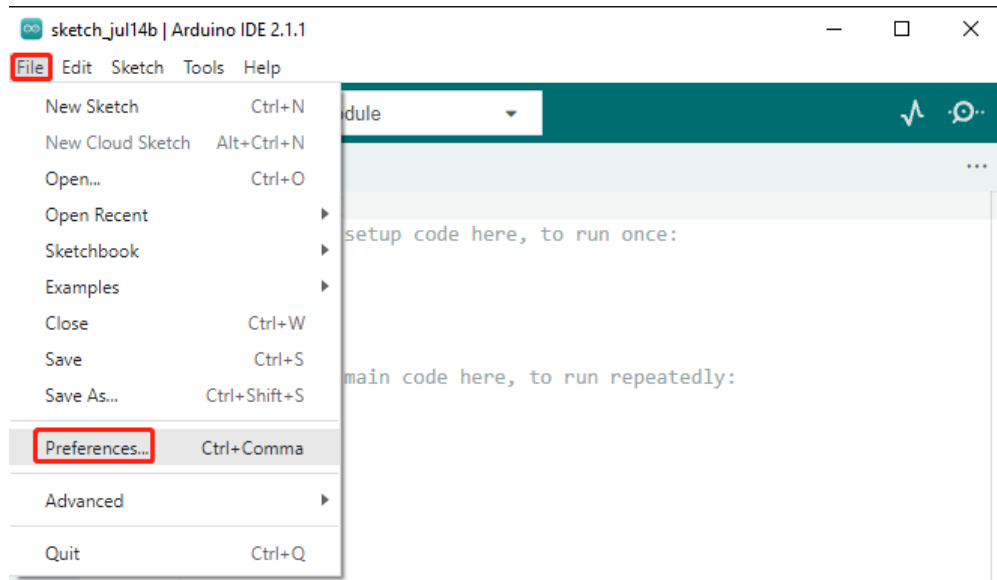 sketch_jul14b | Arduino IDE 2.1.1
File Edit Sketch Tools Help
New Sketch Ctrl+N
New Cloud Sketch Alt+Ctrl+N
Open... Ctrl+O
Open Recent
Sketchbook
Examples
Close Ctrl+W
Save Ctrl+S
Save As... Ctrl+Shift+S
Preferences... Ctrl+Comma
Advanced
Quit Ctrl+Q
dule
...
setup code here, to run once:
main code here, to run repeatedly: